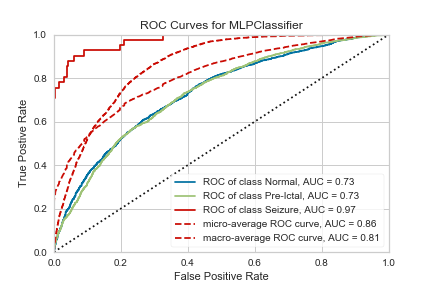 ROC Curves for MLPClassifier
True Positive Rate
1.0
0.8
0.6
0.4
0.2
0.0
ROC of class Normal, AUC = 0.73
ROC of class Pre-Ictal, AUC = 0.73
ROC of class Seizure, AUC = 0.97
micro-average ROC curve, AUC = 0.86
macro-average ROC curve, AUC = 0.81
0.0 0.2 0.4 0.6 0.8 1.0
False Positive Rate